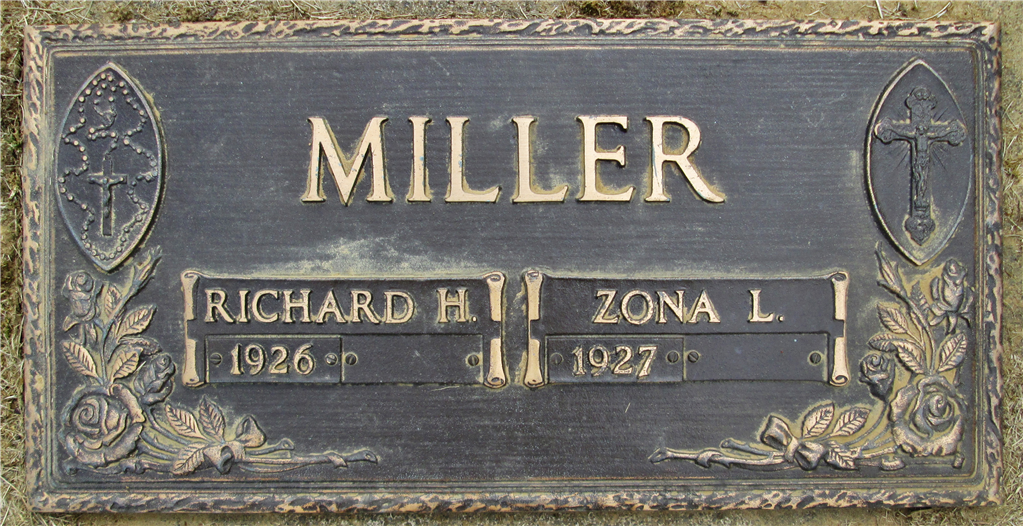 MILLER
RICHARD H. ZONA L.
1926 1927